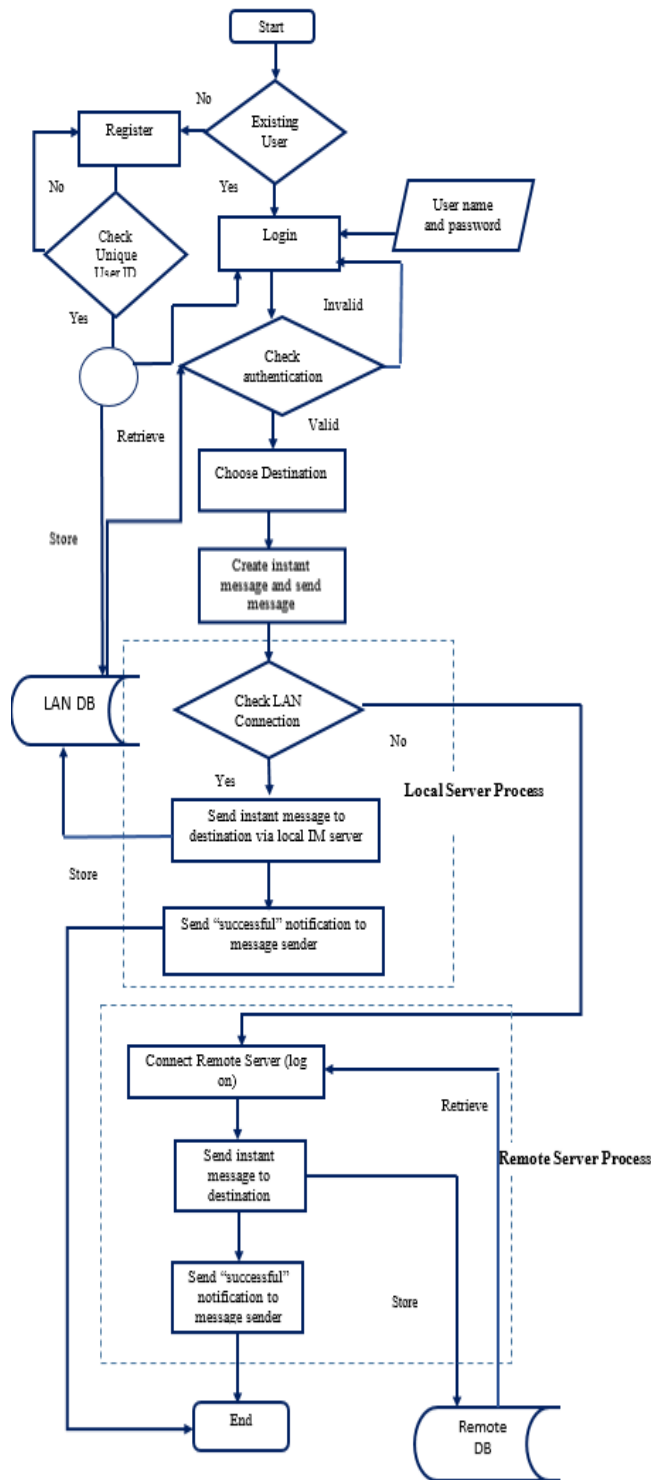 Start
No
Existing
User
Register
No
Yes
User name
and password
Login
Check
Unique
User ID
Invalid
Yes
Check
authentication
Valid
Retrieve
Choose Destination
Store
Create instant
message and send
message
LAN DB
Check LAN
Connection
No
Yes
Local Server Process
Send instant message to
destination via local IM server
Store
Send “successful” notification to
message sender
Connect Remote Server (log
on)
Retrieve
Send instant
message to
destination
Remote Server Process
Send “successful”
notification to
message sender
Store
End
Remote
DB